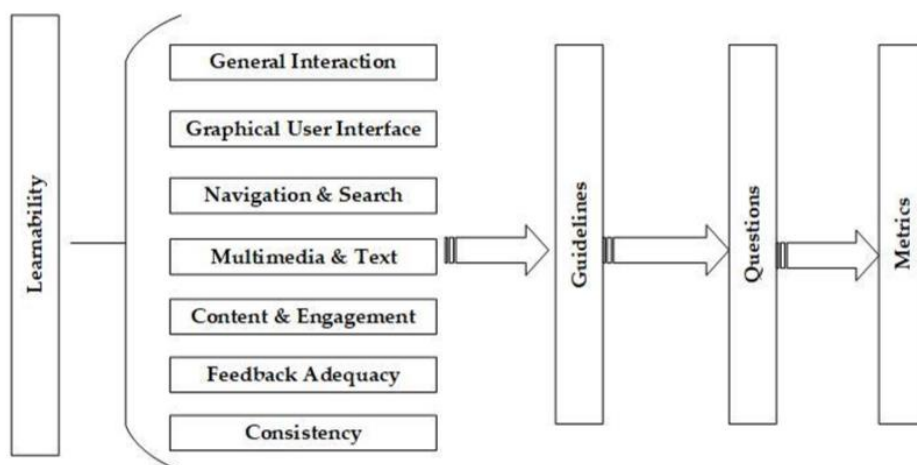 Learnability
General Interaction
Graphical User Interface
Navigation & Search
Multimedia & Text
Content & Engagement
Feedback Adequacy
Consistency
Guidelines
Questions
Metrics